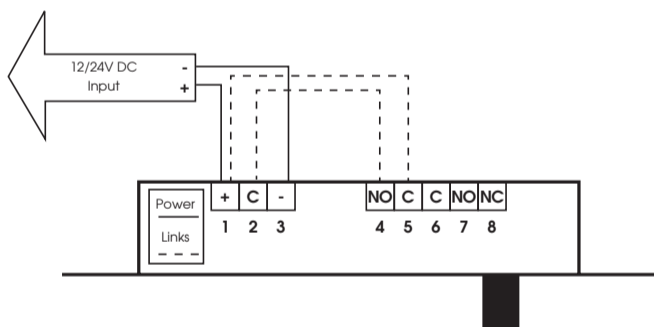 12/24V DC -
Input +
Power
Links
+ C - NO C C NO NC
1 2 3 4 5 6 7 8